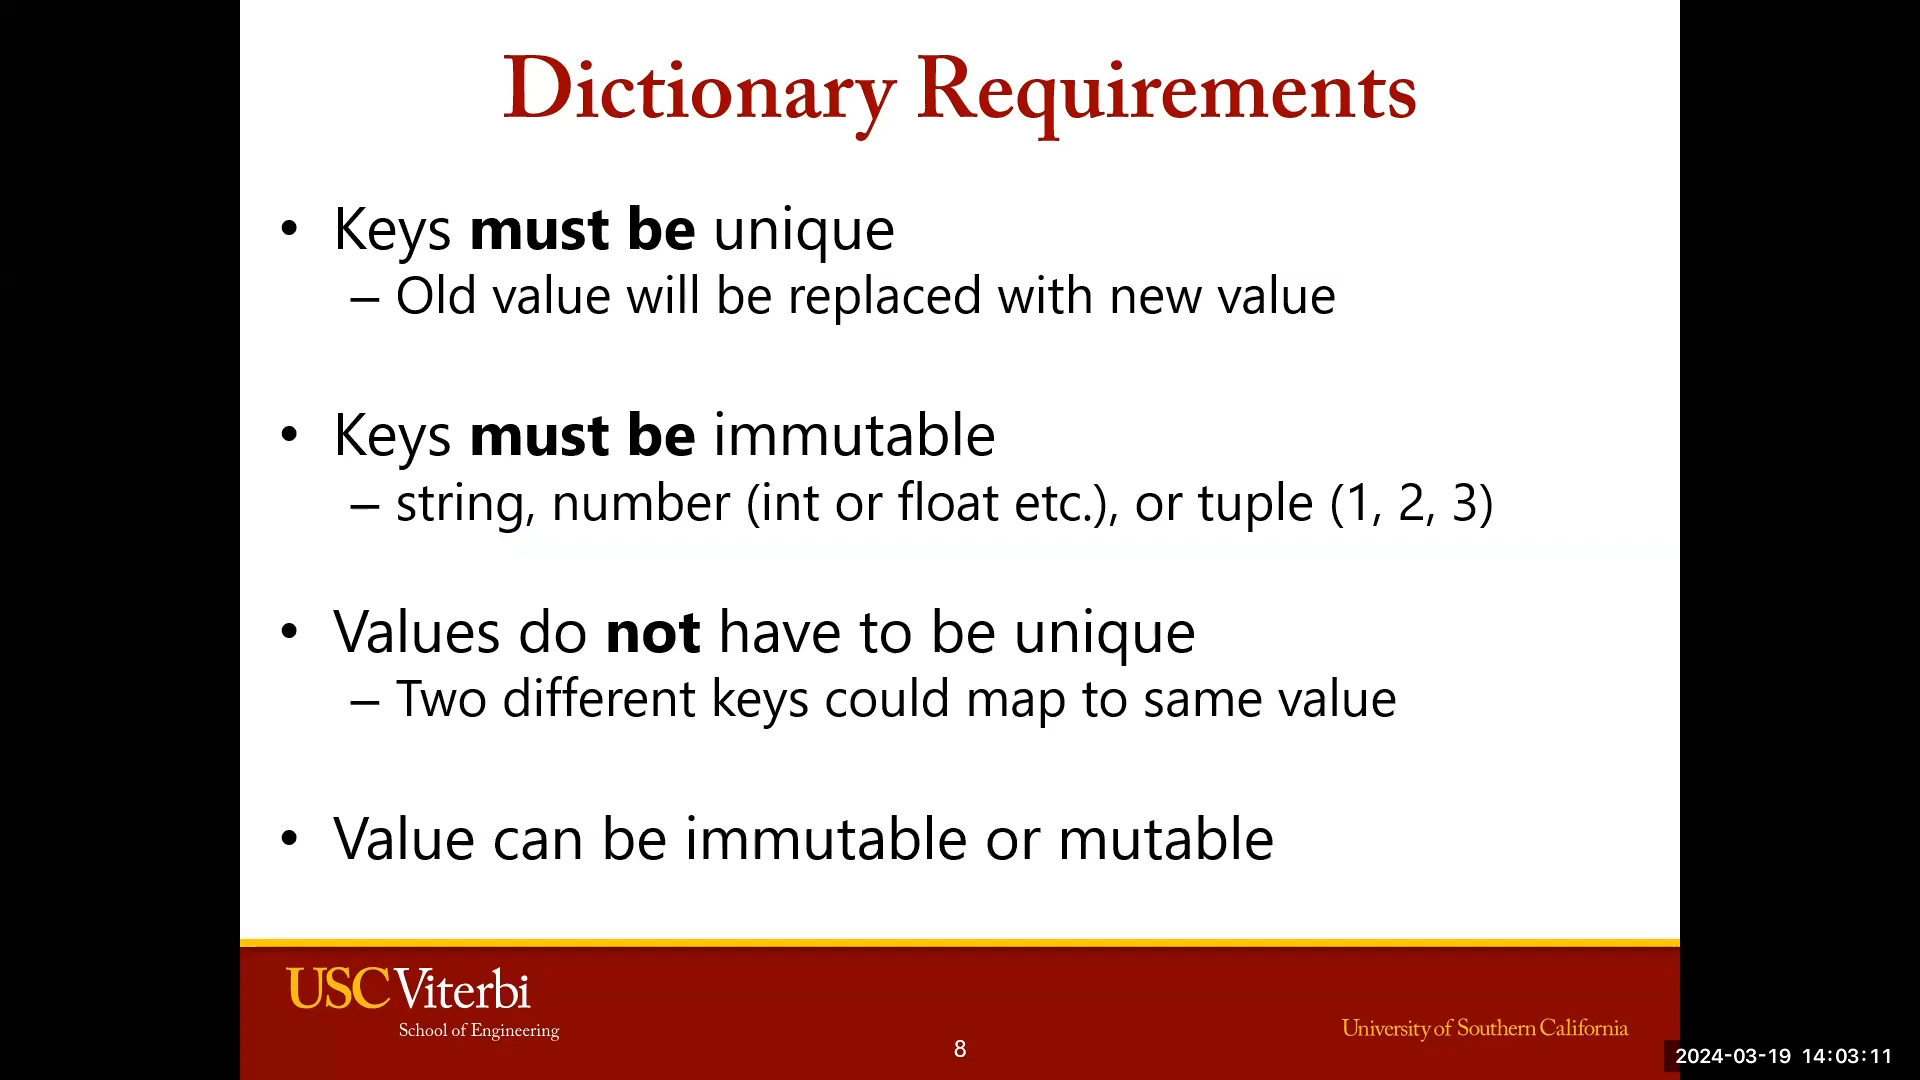 Dictionary Requirements
• Keys must be unique
– Old value will be replaced with new value
• Keys must be immutable
– string, number (int or float etc.), or tuple (1, 2, 3)
• Values do not have to be unique
– Two different keys could map to same value
• Value can be immutable or mutable
USC Viterbi
School of Engineering
University of Southern California
8
2024-03-19 14:03:11